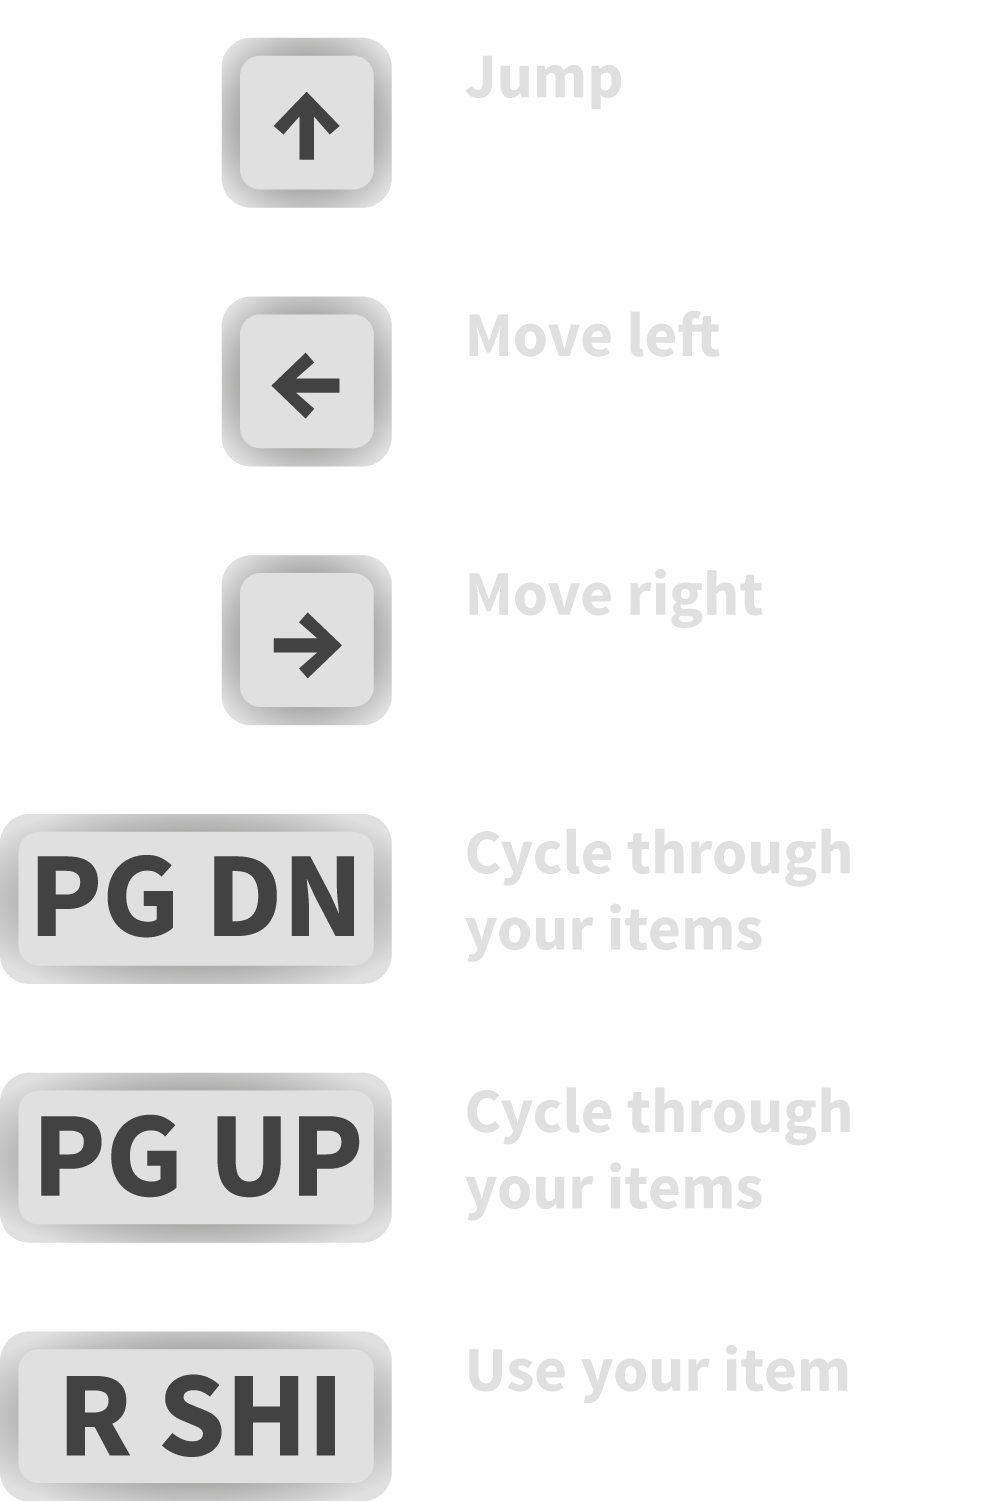 ↑ Jump
← Move left
→ Move right
PG DN Cycle through
your items
PG UP Cycle through
your items
R SHI Use your item